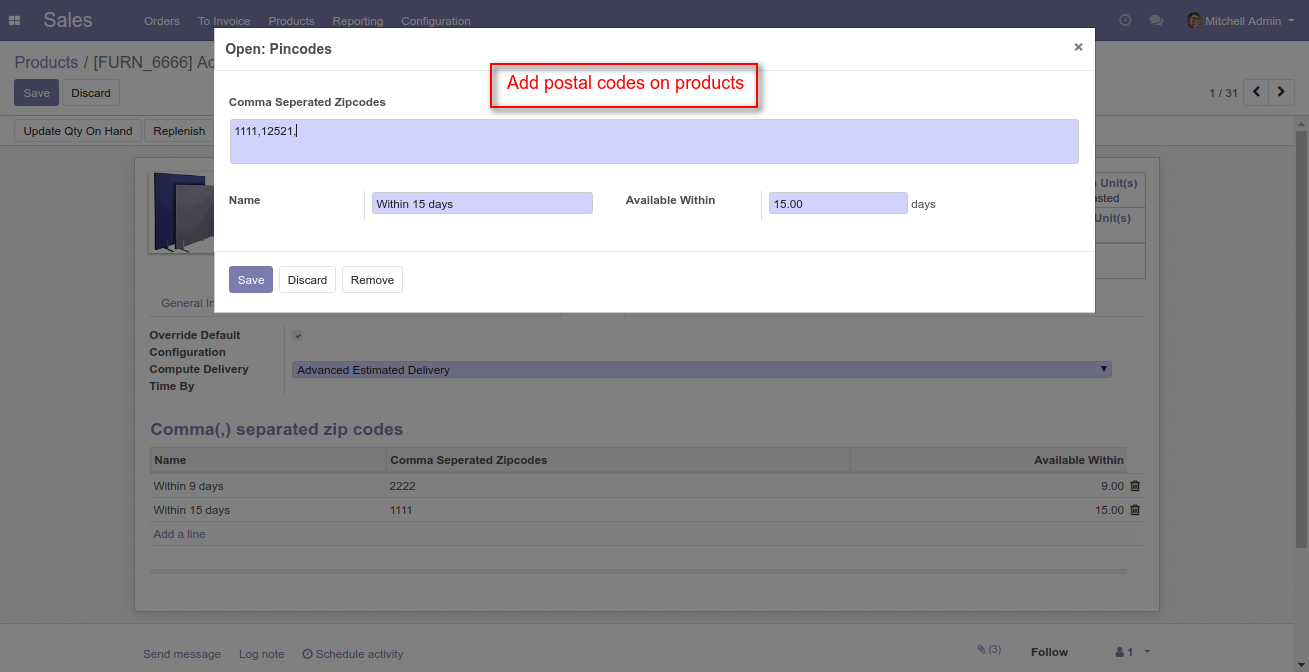 Sales Orders To Invoice Products Reporting Configuration Mitchell Admin
Open: Pincodes ×
Products / [FURN_6666] Ac
Add postal codes on products
Save Discard 1 / 31
Comma Seperated Zipcodes
Update Qty On Hand Replenish
1111,12521,
Unit(s)
Name Within 15 days Available Within 15.00 days
Unit(s)
Save Discard Remove
General In
Override Default
Configuration
Compute Delivery
Time By
Advanced Estimated Delivery
Comma(,) separated zip codes
Name Comma Seperated Zipcodes Available Within
Within 9 days 2222 9.00
Within 15 days 1111 15.00
Add a line
Send message Log note Schedule activity (3) Follow 1